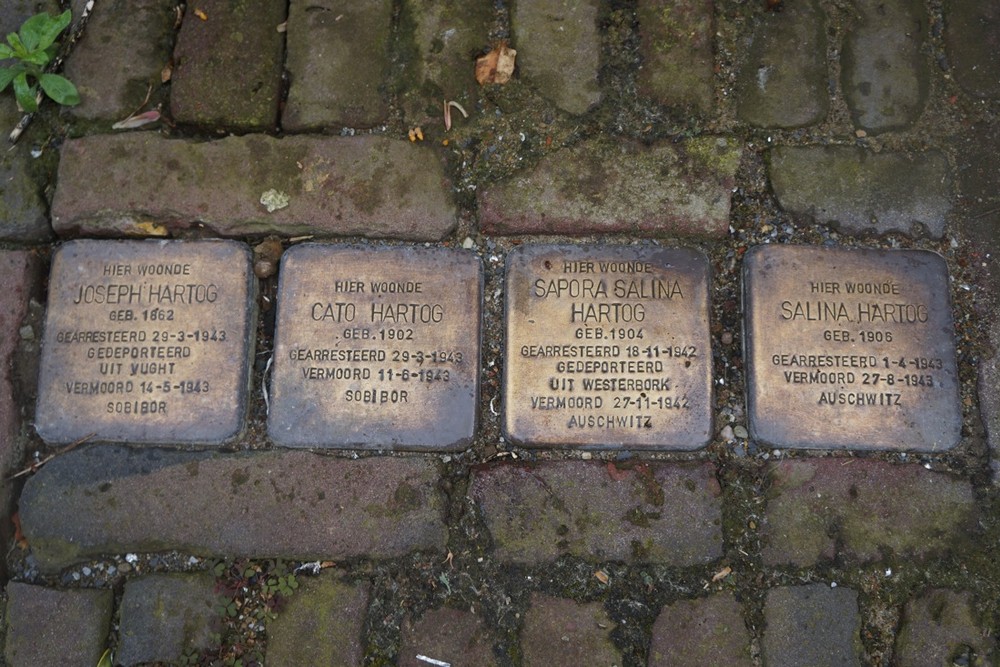 HIER WOONDE
JOSEPH HARTOG
GEB. 1862
GEARRESTEERD 29-3-1943
GEDEPORTEERD
UIT VUGHT
VERMOORD 14-5-1943
SOBIBOR
HIER WOONDE
CATO HARTOG
GEB. 1902
GEARRESTEERD 29-3-1943
VERMOORD 11-6-1943
SOBIBOR
HIER WOONDE
SAPORA SALINA
HARTOG
GEB. 1904
GEARRESTEERD 18-11-1942
GEDEPORTEERD
UIT WESTERBORK
VERMOORD 27-11-1942
AUSCHWITZ
HIER WOONDE
SALINA HARTOG
GEB. 1906
GEARRESTEERD 1-4-1943
VERMOORD 27-8-1943
AUSCHWITZ